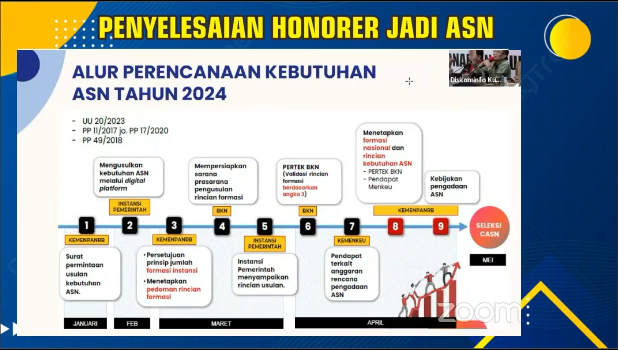 PENYELESAIAN HONORER JADI ASN
ALUR PERENCANAAN KEBUTUHAN
ASN TAHUN 2024
Diskominfo Ku...
- UU 20/2023
- PP 11/2017 jo. PP 17/2020
- PP 49/2018
Mengusulkan
kebutuhan ASN
melalui digital
platform
INSTANSI
PEMERINTAH
Mempersiapkan
sarana
prasarana
pengusulan
rincian formasi
BKN
PERTEK BKN
(Validasi rincian
formasi
berdasarkan
angka 3)
BKN
Menetapkan
formasi
nasional dan
rincian
kebutuhan ASN
- PERTEK BKN
- Pendapat
Menkeu
Kebijakan
pengadaan
ASN
KEMENPANRB
1
2
3
4
5
6
7
8
9
SELEKSI
CASN
MEI
KEMENPANRB
Surat
permintaan
usulan
kebutuhan
ASN.
KEMENPANRB
• Persetujuan
prinsip jumlah
formasi instansi
• Menetapkan
pedoman rincian
formasi
INSTANSI
PEMERINTAH
Instansi
Pemerintah
menyampaikan
rincian usulan.
KEMENKEU
Pendapat
terkait
anggaran
rencana
pengadaan
ASN
JANUARI
FEB
MARET
APRIL
zoom